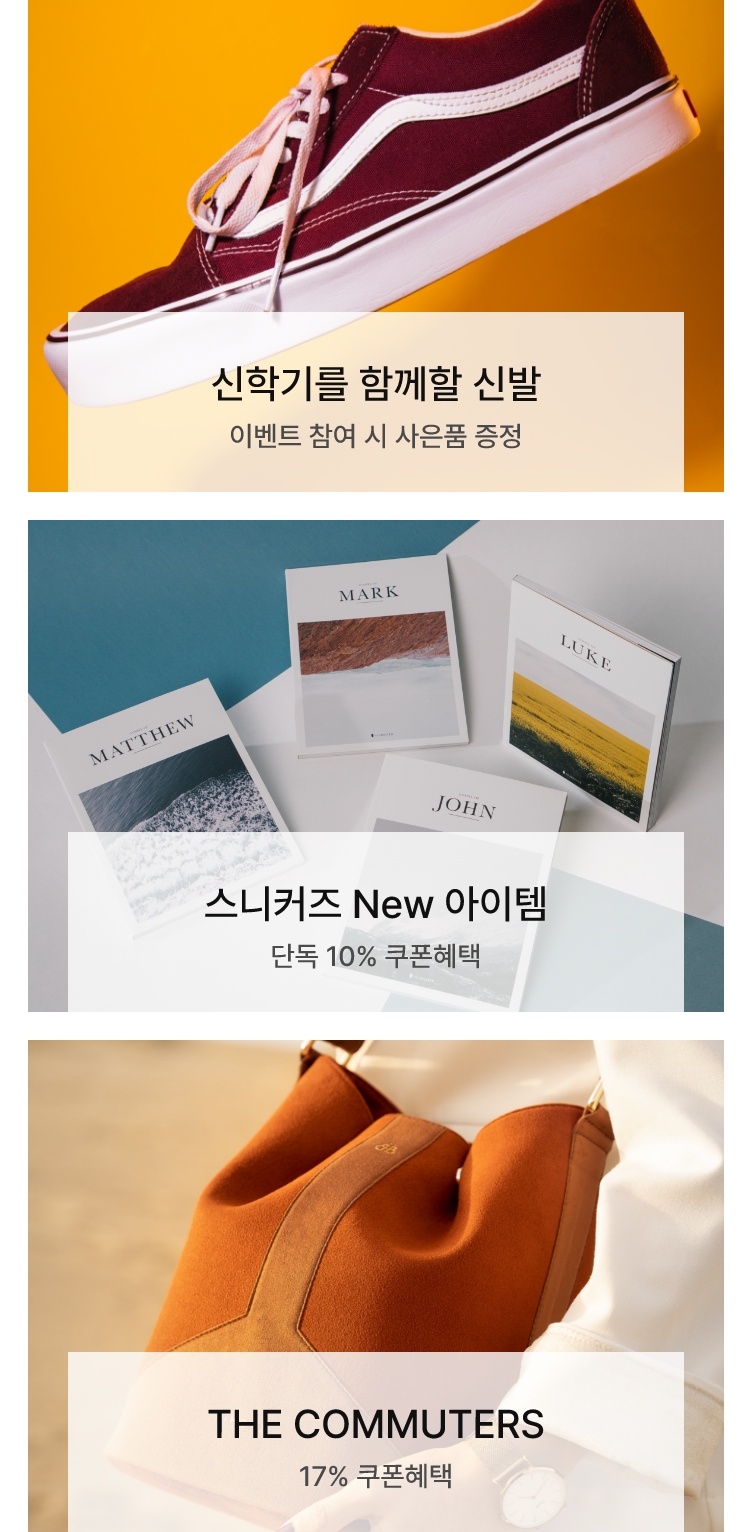 신학기를 함께할 신발
이벤트 참여 시 사은품 증정
MARK
LUKE
MATTHEW
JOHN
스니커즈 New 아이템
단독 10% 쿠폰혜택
THE COMMUTERS
17% 쿠폰혜택